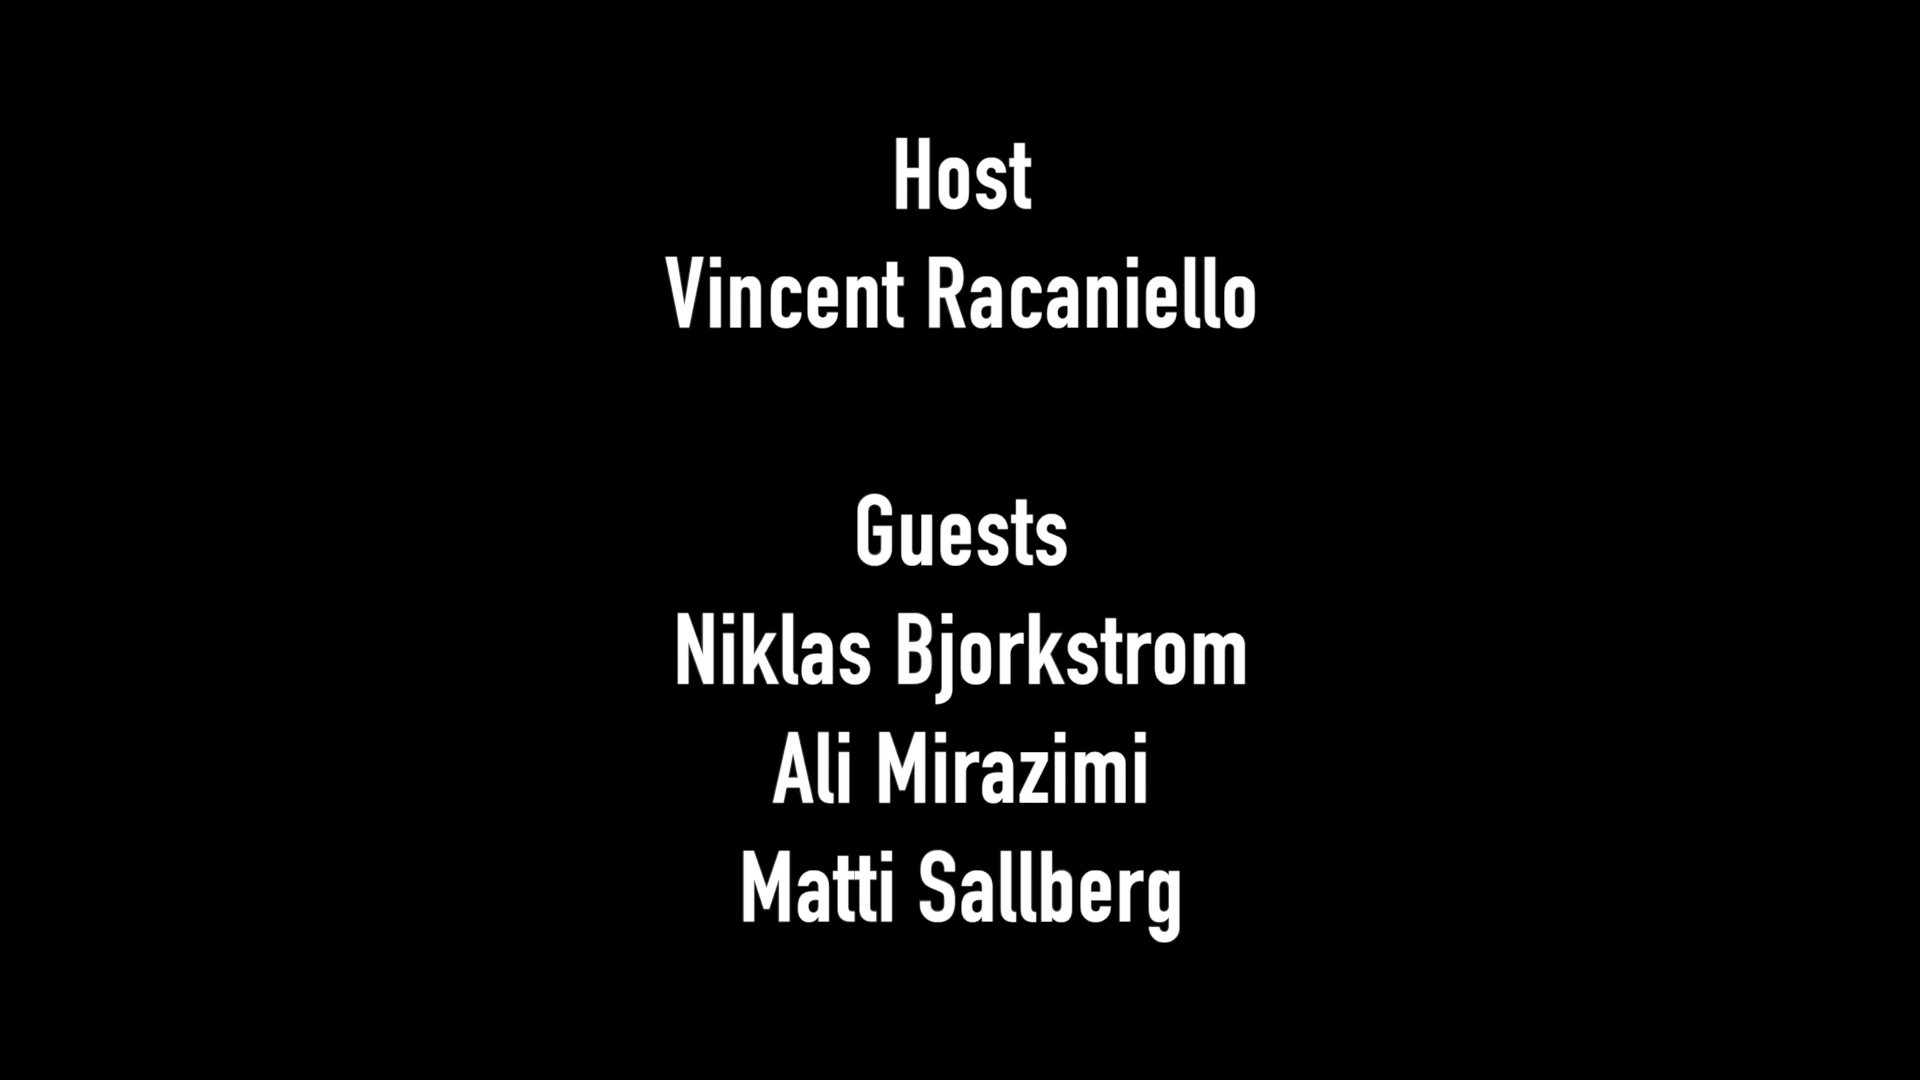 Host
Vincent Racaniello
Guests
Niklas Bjorkstrom
Ali Mirazimi
Matti Sallberg